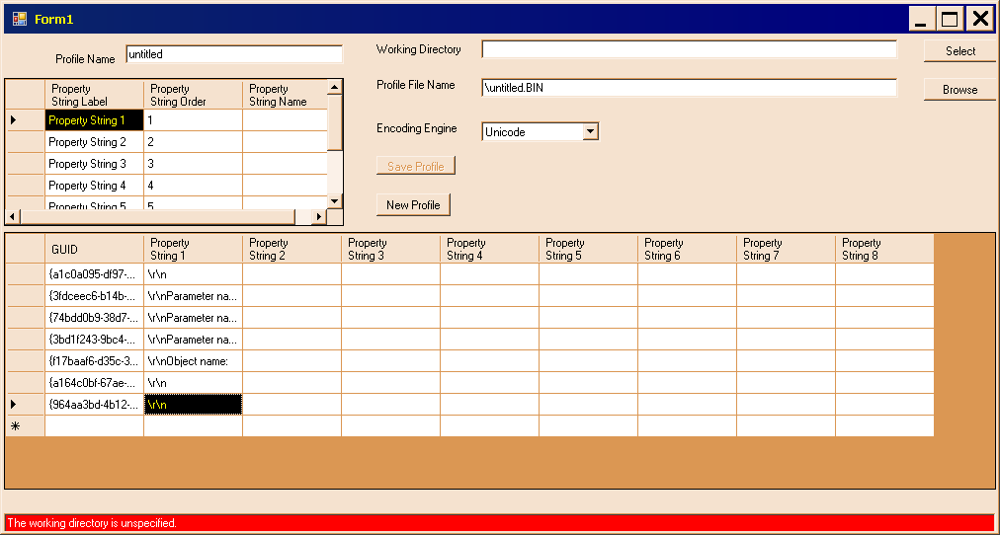 Form1
Profile Name untitled
Working Directory
Select
Profile File Name \untitled.BIN
Browse
Encoding Engine Unicode
Save Profile
New Profile
Property String Label Property String Order Property String Name
Property String 1 1
Property String 2 2
Property String 3 3
Property String 4 4
Property String 5 5
GUID Property String 1 Property String 2 Property String 3 Property String 4 Property String 5 Property String 6 Property String 7 Property String 8
{a1c0a095-df97-... \r\n
{3fdceec6-b14b-... \r\nParameter na...
{74bdd0b9-38d7-... \r\nParameter na...
{3bd1f243-9bc4-... \r\nParameter na...
{f17baaf6-d35c-3... \r\nObject name:
{a164c0bf-67ae-... \r\n
{964aa3bd-4b12-... \r\n
The working directory is unspecified.